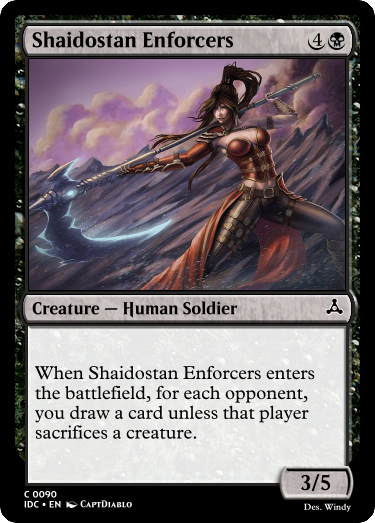 Shaidostan Enforcers 4
Creature — Human Soldier
When Shaidostan Enforcers enters
the battlefield, for each opponent,
you draw a card unless that player
sacrifices a creature.
3/5
C 0090
IDC • EN CAPTDIABLO
Des. Windy